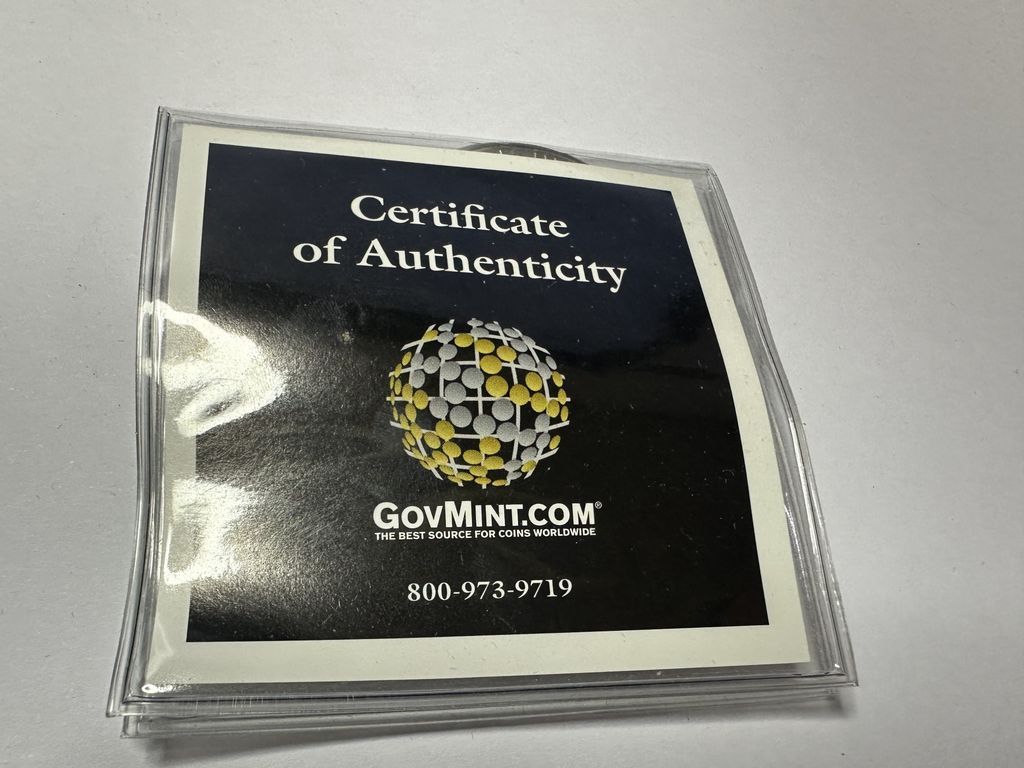 Certificate
of Authenticity
GOVMINT.COM®
THE BEST SOURCE FOR COINS WORLDWIDE
800-973-9719